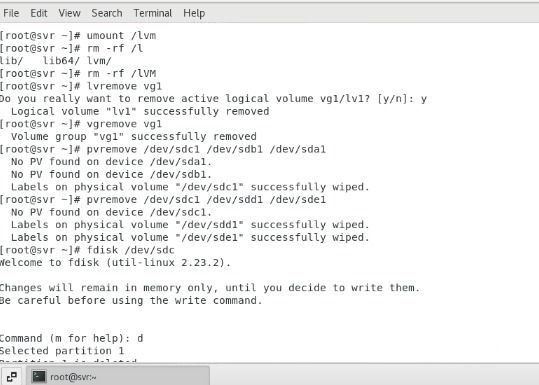 File Edit View Search Terminal Help
[root@svr ~]# umount /lvm
[root@svr ~]# rm -rf /l
lib/   lib64/ lvm/
[root@svr ~]# rm -rf /lVM
[root@svr ~]# lvremove vg1
Do you really want to remove active logical volume vg1/lv1? [y/n]: y
  Logical volume "lv1" successfully removed
[root@svr ~]# vgremove vg1
  Volume group "vg1" successfully removed
[root@svr ~]# pvremove /dev/sdc1 /dev/sdb1 /dev/sda1
  No PV found on device /dev/sda1.
  No PV found on device /dev/sdb1.
  Labels on physical volume "/dev/sdc1" successfully wiped.
[root@svr ~]# pvremove /dev/sdc1 /dev/sdd1 /dev/sde1
  No PV found on device /dev/sdc1.
  Labels on physical volume "/dev/sdd1" successfully wiped.
  Labels on physical volume "/dev/sde1" successfully wiped.
[root@svr ~]# fdisk /dev/sdc
Welcome to fdisk (util-linux 2.23.2).
Changes will remain in memory only, until you decide to write them.
Be careful before using the write command.
Command (m for help): d
Selected partition 1
Partition 1 is deleted
root@svr:~